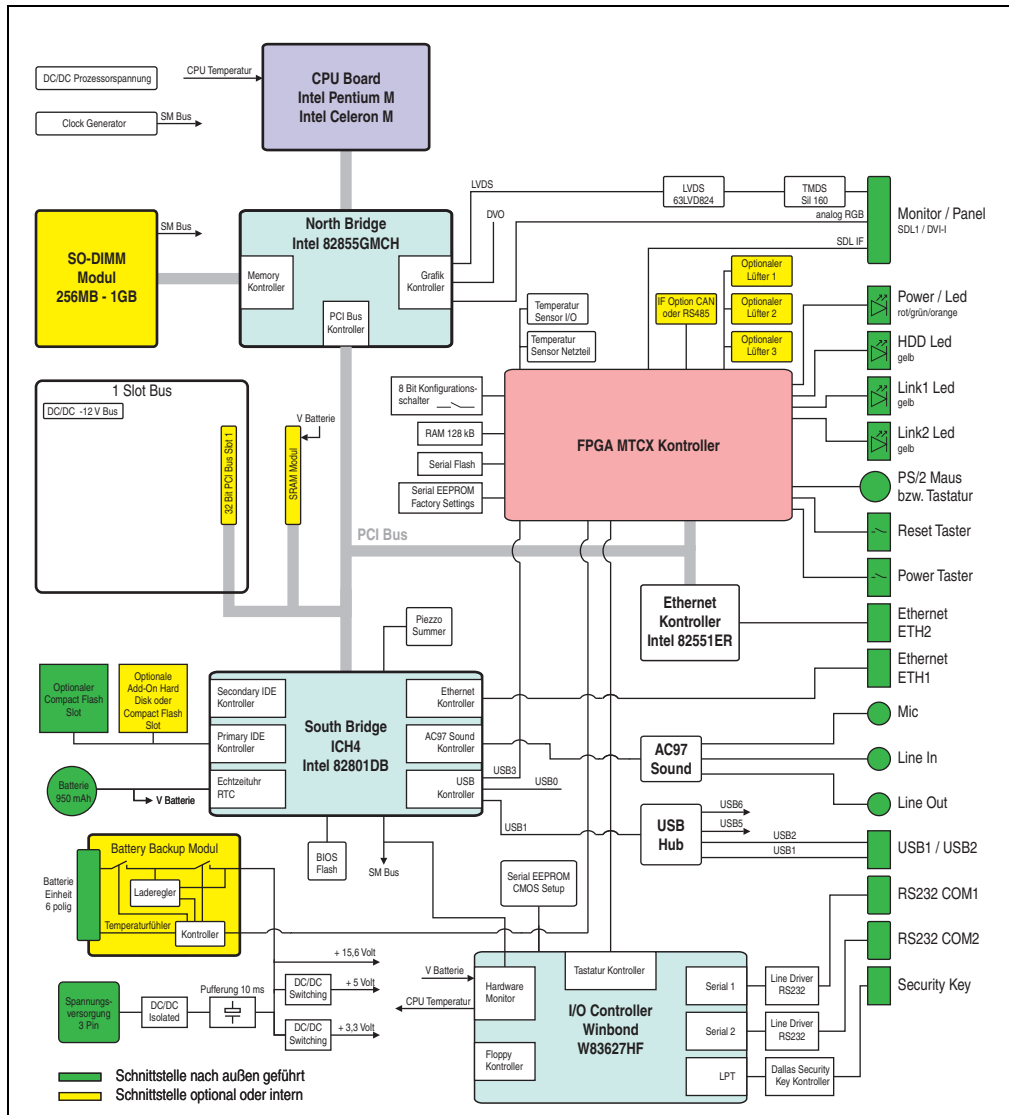 DC/DC Prozessorspannung
CPU Temperatur
CPU Board
Intel Pentium M
Intel Celeron M
Clock Generator
SM Bus
SO-DIMM
Modul
256MB - 1GB
SM Bus
North Bridge
Intel 82855GMCH
Memory
Kontroller
Grafik
Kontroller
PCI Bus
Kontroller
LVDS
DVO
LVDS
63LVD824
TMDS
Sil 160
analog RGB
SDL IF
Monitor / Panel
SDL1 / DVI-I
Temperatur
Sensor I/O
Temperatur
Sensor Netzteil
IF Option CAN
oder RS485
Optionaler
Lüfter 1
Optionaler
Lüfter 2
Optionaler
Lüfter 3
Power / Led
rot/grün/orange
HDD Led
gelb
Link1 Led
gelb
Link2 Led
gelb
PS/2 Maus
bzw. Tastatur
Reset Taster
Power Taster
1 Slot Bus
DC/DC -12 V Bus
32 Bit PCI Bus Slot 1
SRAM Modul
V Batterie
8 Bit Konfigurations-
schalter
RAM 128 kB
Serial Flash
Serial EEPROM
Factory Settings
FPGA MTCX Kontroller
PCI Bus
Ethernet
Kontroller
Intel 82551ER
Ethernet
ETH2
Ethernet
ETH1
Piezzo
Summer
Optionaler
Compact Flash
Slot
Optionale
Add-On Hard
Disk oder
Compact Flash
Slot
Secondary IDE
Kontroller
Primary IDE
Kontroller
Echtzeituhr
RTC
South Bridge
ICH4
Intel 82801DB
Ethernet
Kontroller
AC97 Sound
Kontroller
USB
Kontroller
USB3
USB0
USB1
AC97
Sound
Mic
Line In
Line Out
USB
Hub
USB6
USB5
USB2
USB1
USB1 / USB2
Batterie
950 mAh
V Batterie
BIOS
Flash
SM Bus
Serial EEPROM
CMOS Setup
Battery Backup Modul
Batterie
Einheit
6 polig
Laderegler
Temperaturfühler
Kontroller
Spannungs-
versorgung
3 Pin
DC/DC
Isolated
Pufferung 10 ms
+ 15,6 Volt
DC/DC
Switching
+ 5 Volt
DC/DC
Switching
+ 3,3 Volt
V Batterie
CPU Temperatur
Hardware
Monitor
Tastatur Kontroller
Floppy
Kontroller
I/O Controller
Winbond
W83627HF
Serial 1
Serial 2
LPT
Line Driver
RS232
Line Driver
RS232
Dallas Security
Key Kontroller
RS232 COM1
RS232 COM2
Security Key
Schnittstelle nach außen geführt
Schnittstelle optional oder intern